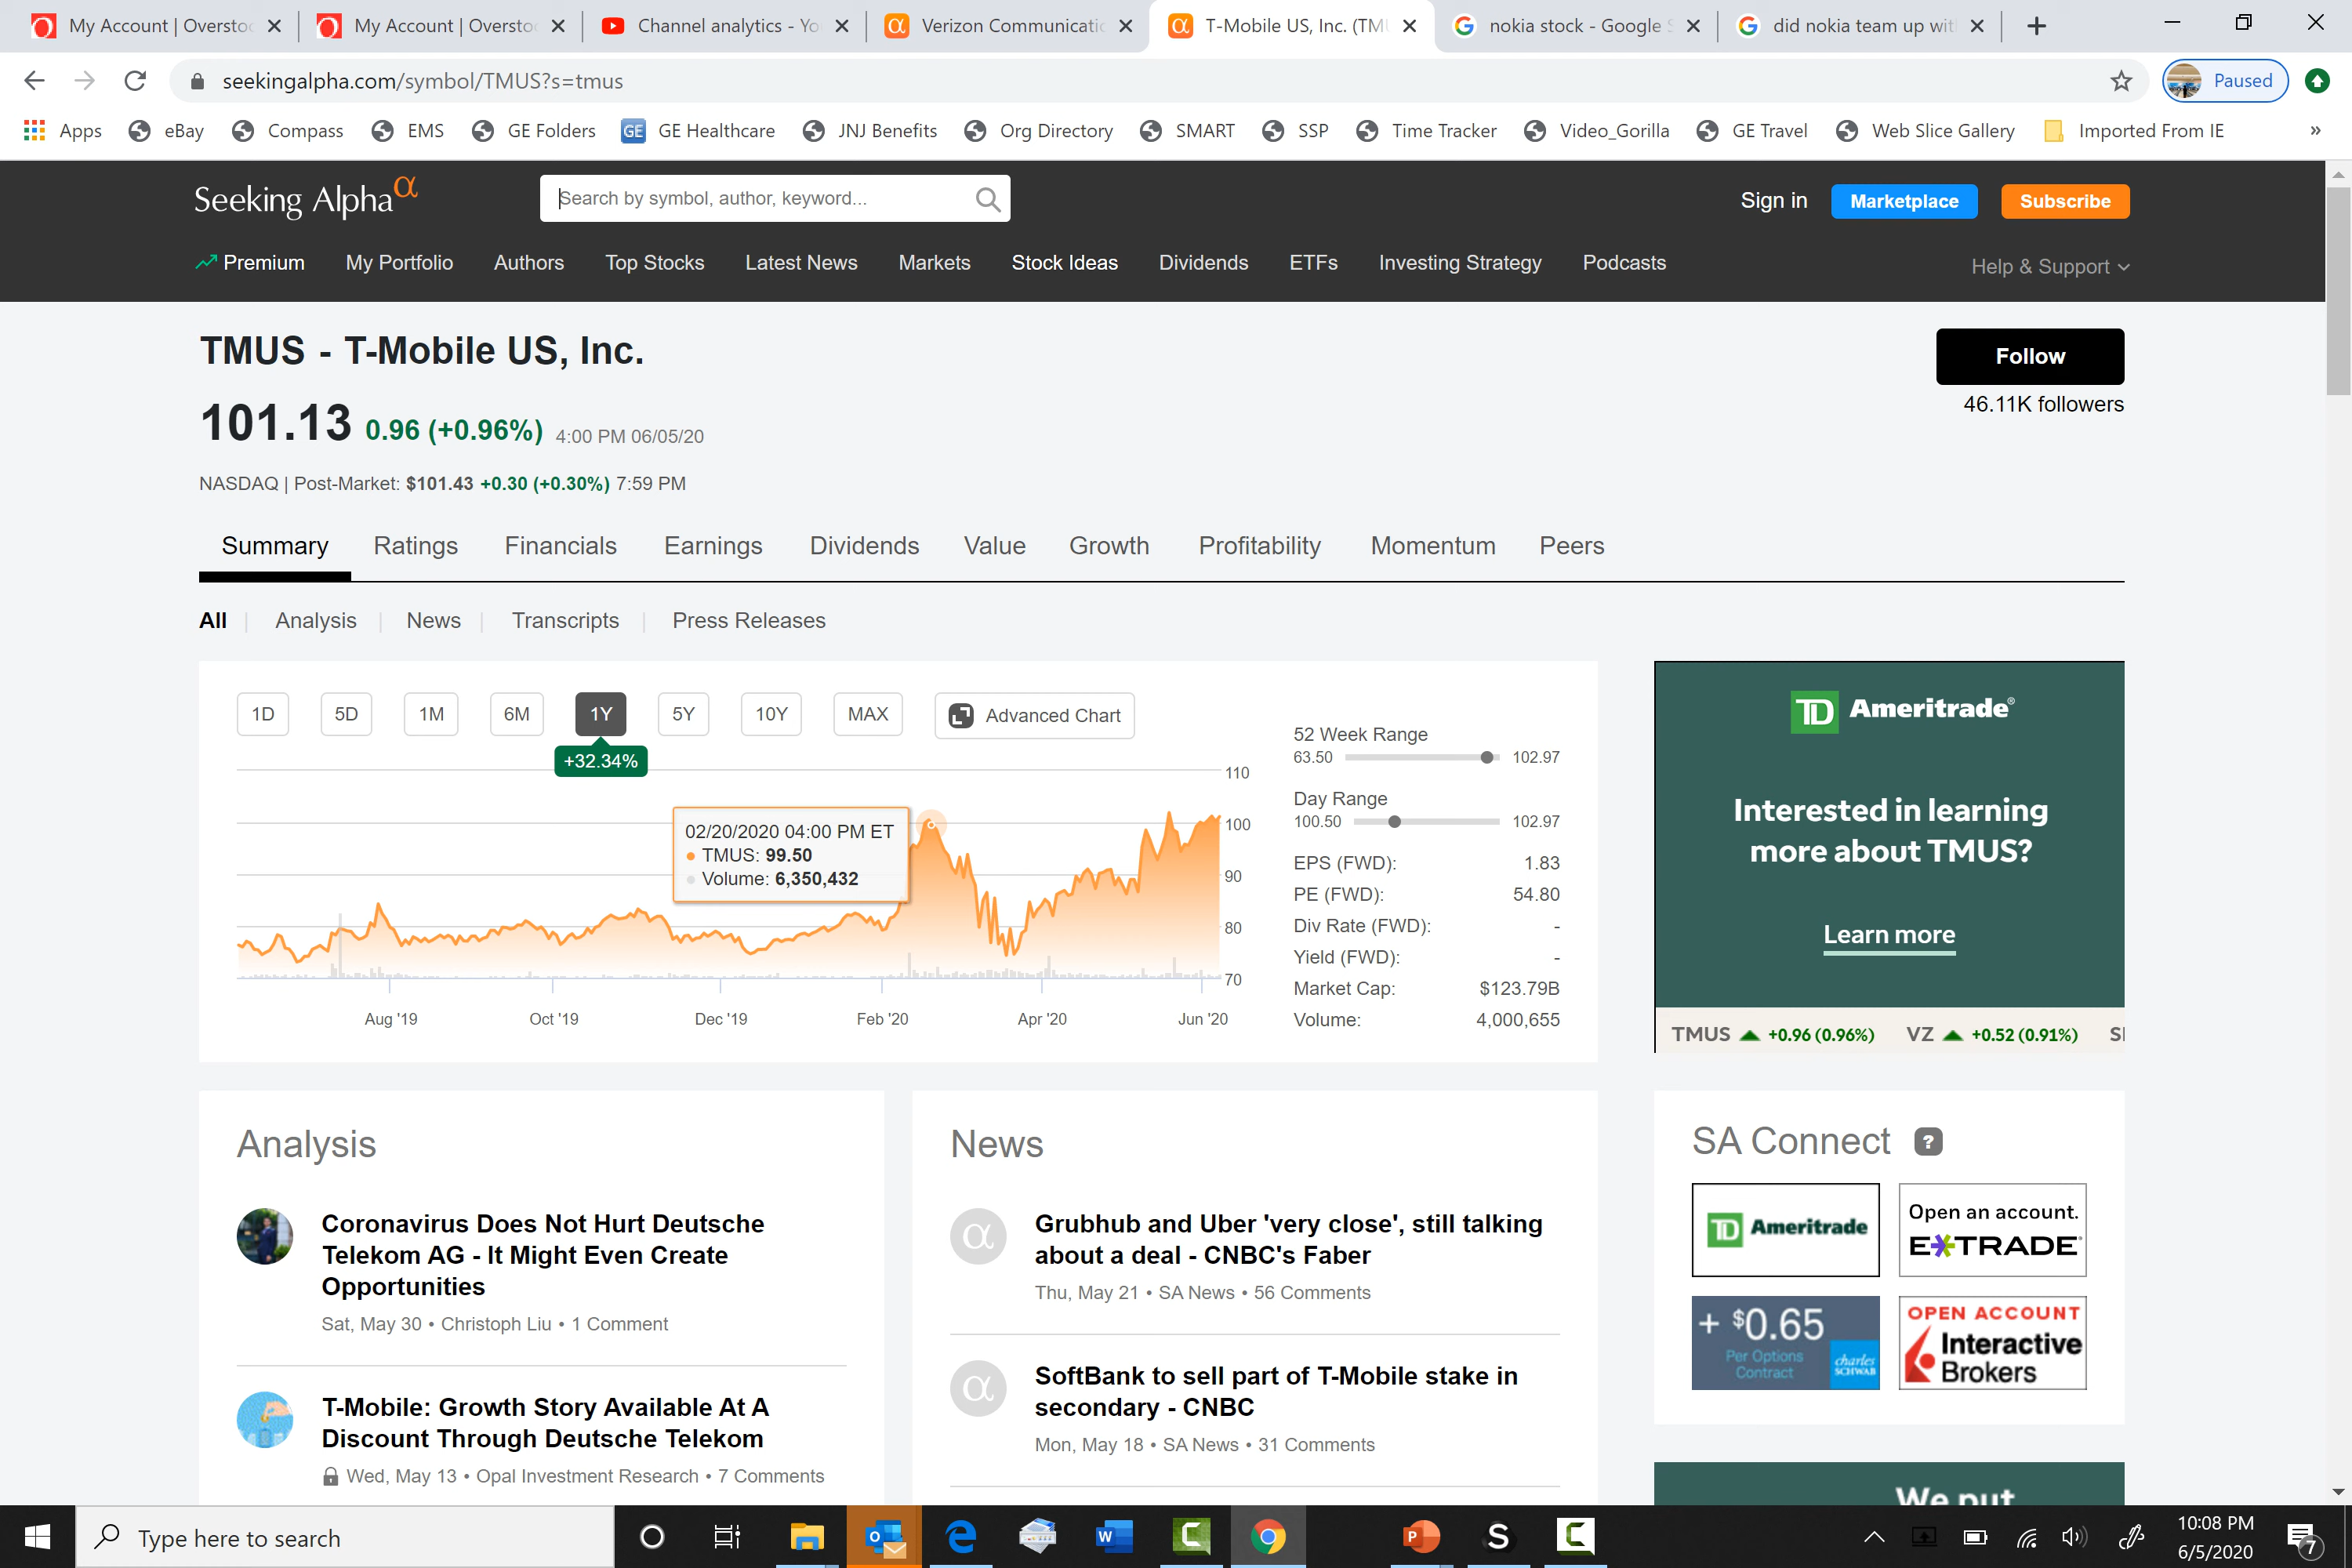 My Account | Oversto
My Account | Oversto
Channel analytics - Yo
Verizon Communicatic
T-Mobile US, Inc. (TM
nokia stock - Google S
did nokia team up wit
seekingalpha.com/symbol/TMUS?s=tmus
Paused
Apps
eBay
Compass
EMS
GE Folders
GE
GE Healthcare
JNJ Benefits
Org Directory
SMART
SSP
Time Tracker
Video_Gorilla
GE Travel
Web Slice Gallery
Imported From IE
»
Seeking Alpha α
Search by symbol, author, keyword...
Sign in
Marketplace
Subscribe
Premium
My Portfolio
Authors
Top Stocks
Latest News
Markets
Stock Ideas
Dividends
ETFs
Investing Strategy
Podcasts
Help & Support
TMUS - T-Mobile US, Inc.
Follow
46.11K followers
101.13 0.96 (+0.96%) 4:00 PM 06/05/20
NASDAQ | Post-Market: $101.43 +0.30 (+0.30%) 7:59 PM
Summary
Ratings
Financials
Earnings
Dividends
Value
Growth
Profitability
Momentum
Peers
All
Analysis
News
Transcripts
Press Releases
1D
5D
1M
6M
1Y
5Y
10Y
MAX
Advanced Chart
+32.34%
110
100
90
80
70
02/20/2020 04:00 PM ET
TMUS: 99.50
Volume: 6,350,432
Aug '19
Oct '19
Dec '19
Feb '20
Apr '20
Jun '20
52 Week Range
63.50 102.97
Day Range
100.50 102.97
EPS (FWD): 1.83
PE (FWD): 54.80
Div Rate (FWD): -
Yield (FWD): -
Market Cap: $123.79B
Volume: 4,000,655
TD Ameritrade®
Interested in learning
more about TMUS?
Learn more
TMUS +0.96 (0.96%) VZ +0.52 (0.91%) S
Analysis
Coronavirus Does Not Hurt Deutsche
Telekom AG - It Might Even Create
Opportunities
Sat, May 30 • Christoph Liu • 1 Comment
T-Mobile: Growth Story Available At A
Discount Through Deutsche Telekom
Wed, May 13 • Opal Investment Research • 7 Comments
News
Grubhub and Uber 'very close', still talking
about a deal - CNBC's Faber
Thu, May 21 • SA News • 56 Comments
SoftBank to sell part of T-Mobile stake in
secondary - CNBC
Mon, May 18 • SA News • 31 Comments
SA Connect ?
TD Ameritrade
Open an account.
E*TRADE
+ $0.65
Per Options
Contract
charles
SCHWAB
OPEN ACCOUNT
Interactive
Brokers
We put
Type here to search
10:08 PM
6/5/2020
7